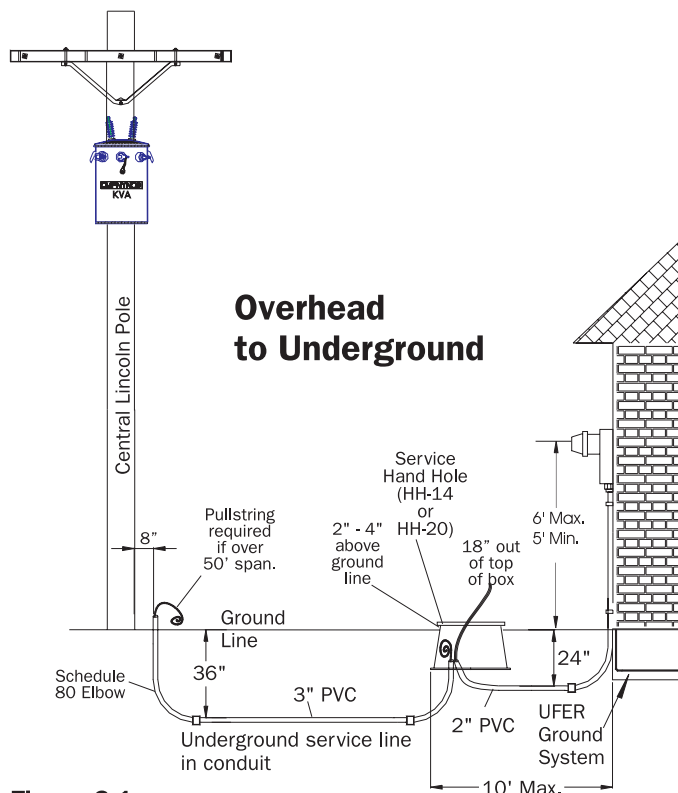 KVA
Central Lincoln Pole
Overhead
to Underground
8"
Pullstring
required
if over
50' span.
Service
Hand Hole
(HH-14
or
HH-20)
2" - 4"
above
ground
line
18" out
of top
of box
6' Max.
5' Min.
Ground
Line
Schedule
80 Elbow
36"
3" PVC
Underground service line
in conduit
24"
2" PVC
UFER
Ground
System
10' Max.